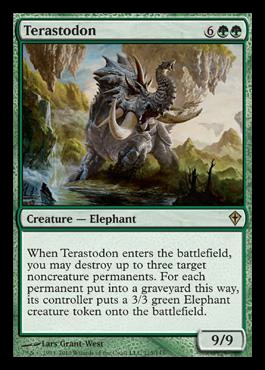 Terastodon 6
Creature — Elephant
When Terastodon enters the battlefield,
you may destroy up to three target
noncreature permanents. For each
permanent put into a graveyard this way,
its controller puts a 3/3 green Elephant
creature token onto the battlefield.
Lars Grant-West
9/9